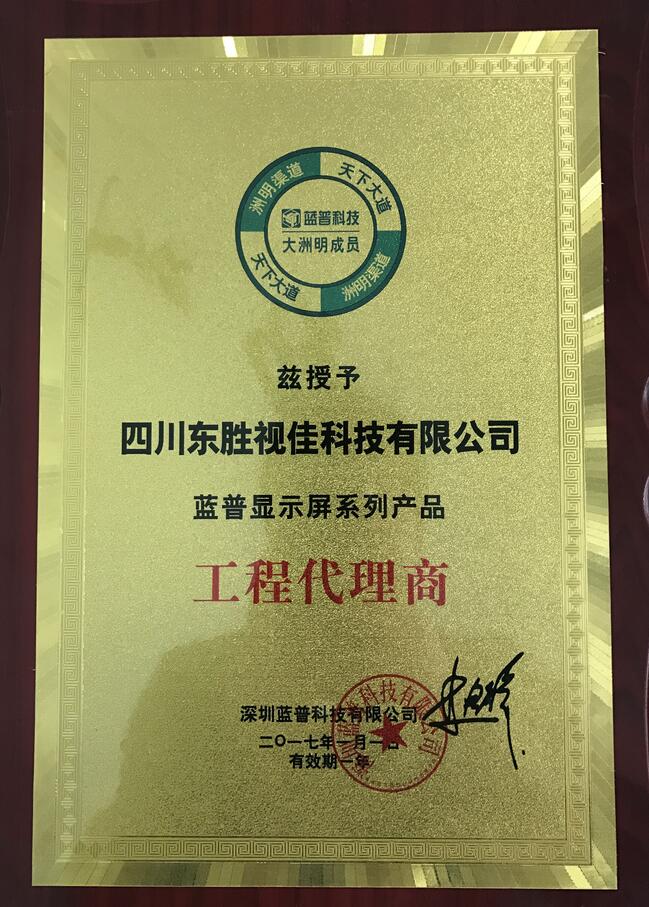 洲明渠道
天下大道
蓝普科技
大洲明成员
天下大道
洲明渠道
兹授予
四川东胜视佳科技有限公司
蓝普显示屏系列产品
工程代理商
深圳蓝普科技有限公司
二〇一七年一月一日
有效期一年